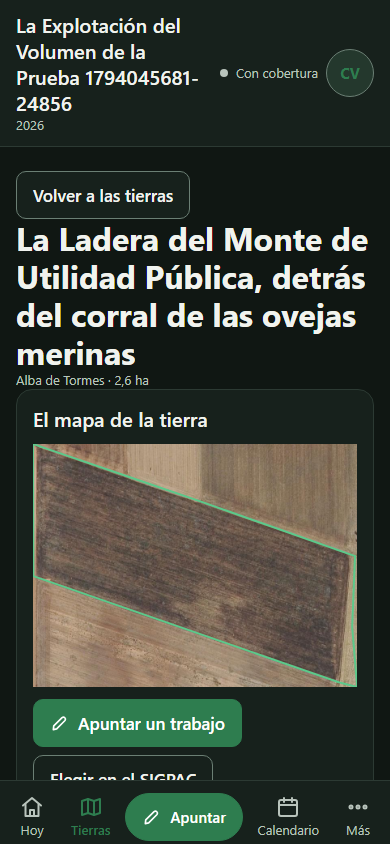 La Explotación del
Volumen de la
Prueba 1794045681-
24856
2026
Con cobertura
CV
Volver a las tierras
La Ladera del Monte de
Utilidad Pública, detrás
del corral de las ovejas
merinas
Alba de Tormes · 2,6 ha
El mapa de la tierra
Apuntar un trabajo
Elegir en el SIGPAC
Hoy
Tierras
Apuntar
Calendario
Más